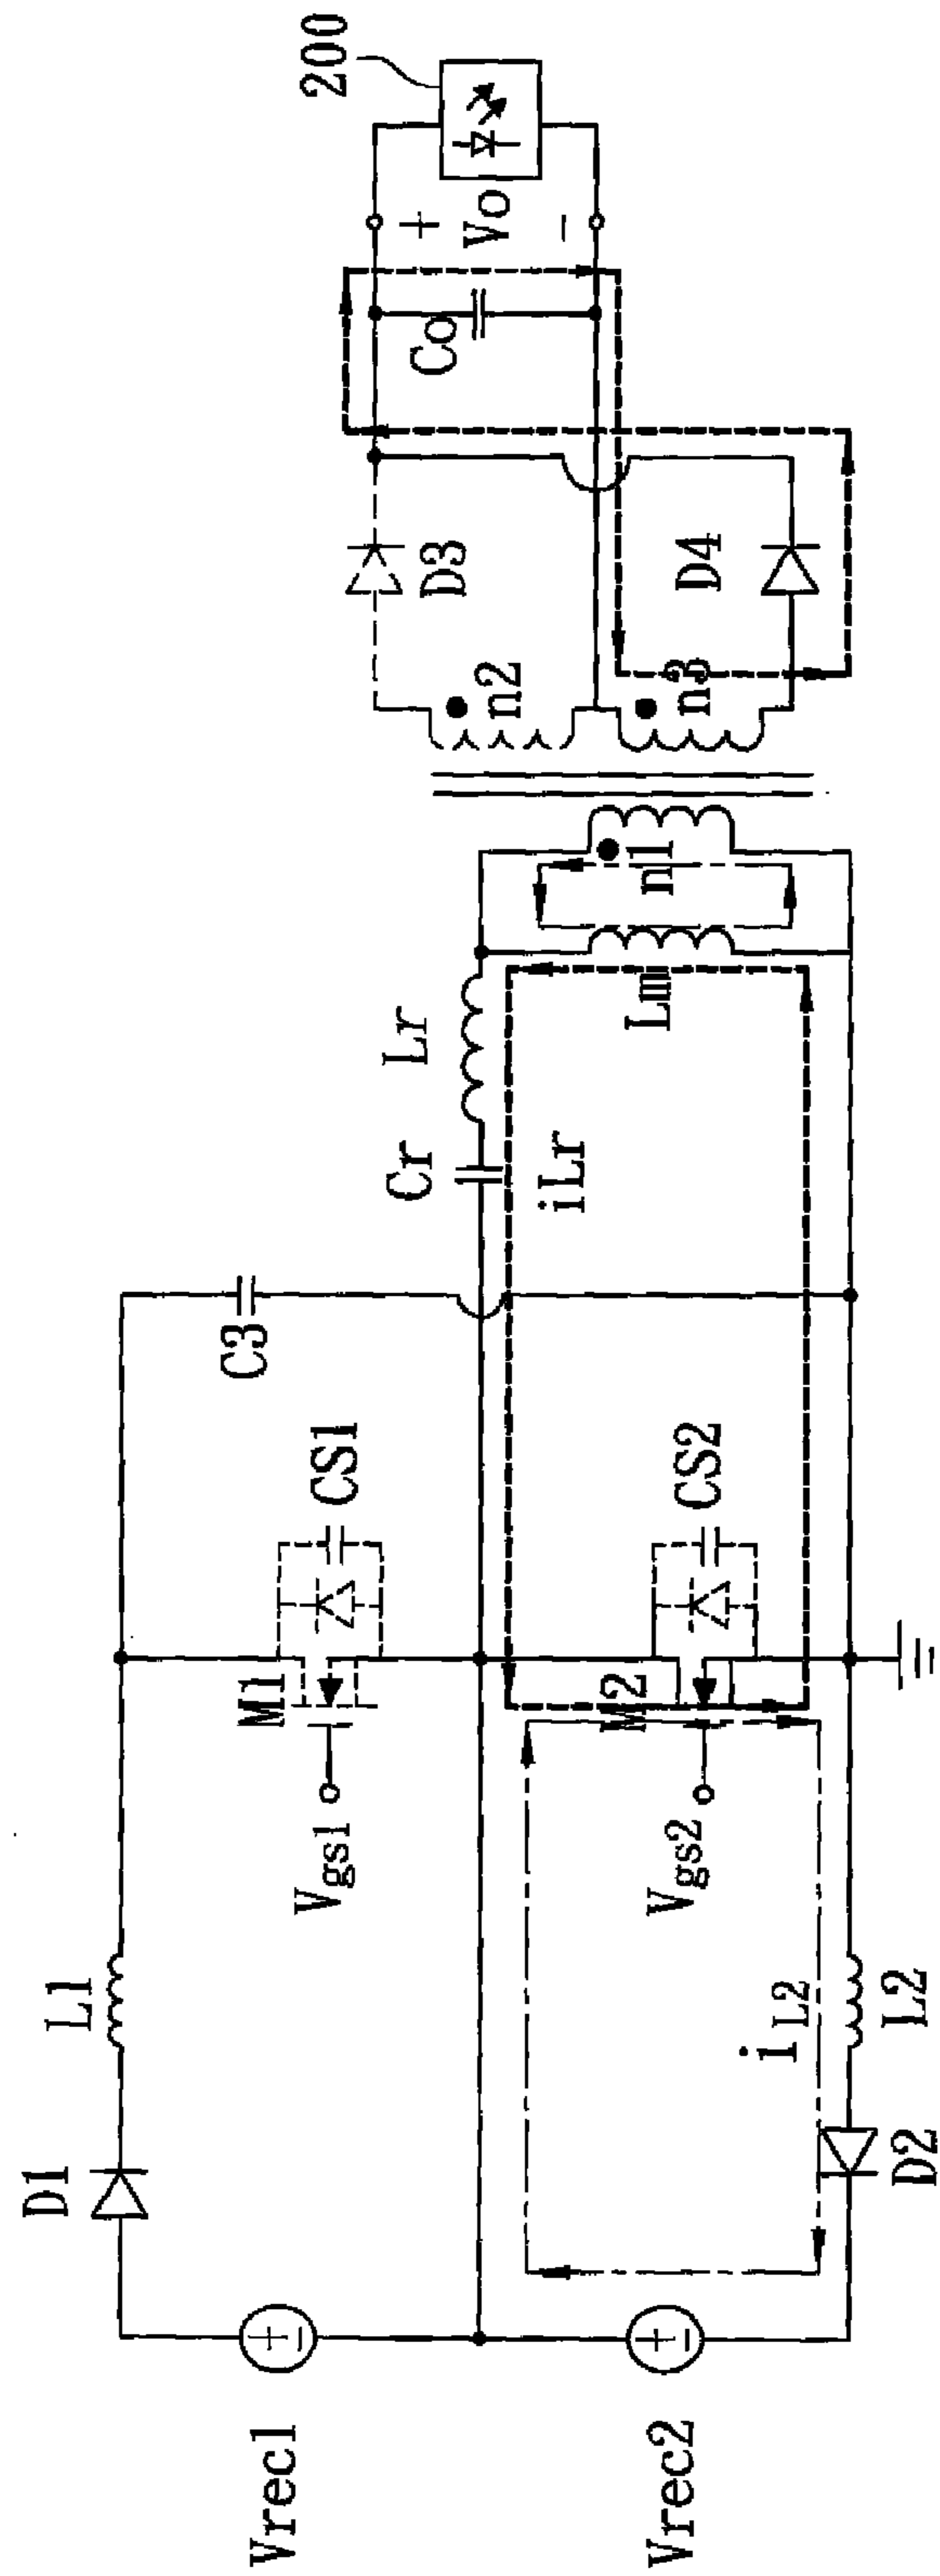 Vrec1
D1
L1
Vgs1
M1
CS1
C3
Cr
Lr
iLr
Lm
n1
n2
n3
D3
D4
Co
+
Vo
-
200
Vrec2
D2
L2
iL2
Vgs2
M2
CS2